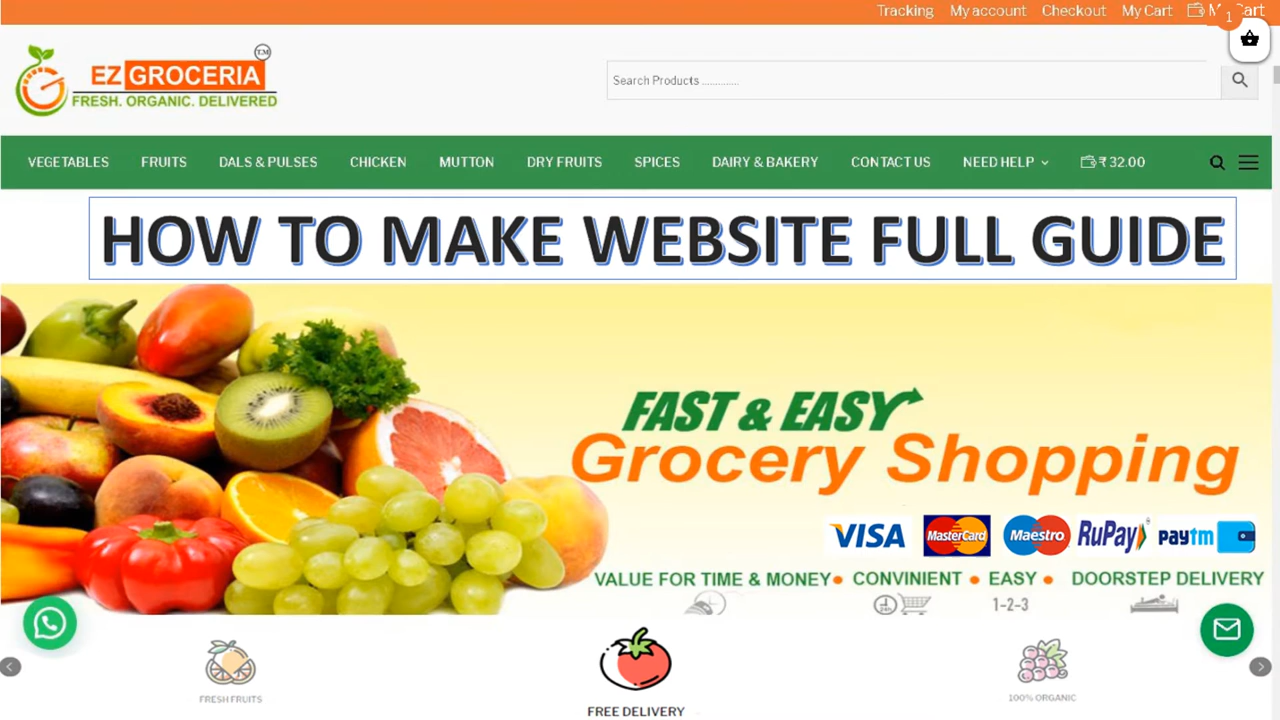 Tracking My account Checkout My Cart My Cart
1
T.M
EZ GROCERIA
FRESH. ORGANIC. DELIVERED
Search Products ..............
VEGETABLES FRUITS DALS & PULSES CHICKEN MUTTON DRY FRUITS SPICES DAIRY & BAKERY CONTACT US NEED HELP ₹ 32.00
HOW TO MAKE WEBSITE FULL GUIDE
FAST & EASY
Grocery Shopping
VISA MasterCard Maestro RuPay paytm
VALUE FOR TIME & MONEY • CONVINIENT • EASY • DOORSTEP DELIVERY
24h 1-2-3
FRESH FRUITS FREE DELIVERY 100% ORGANIC